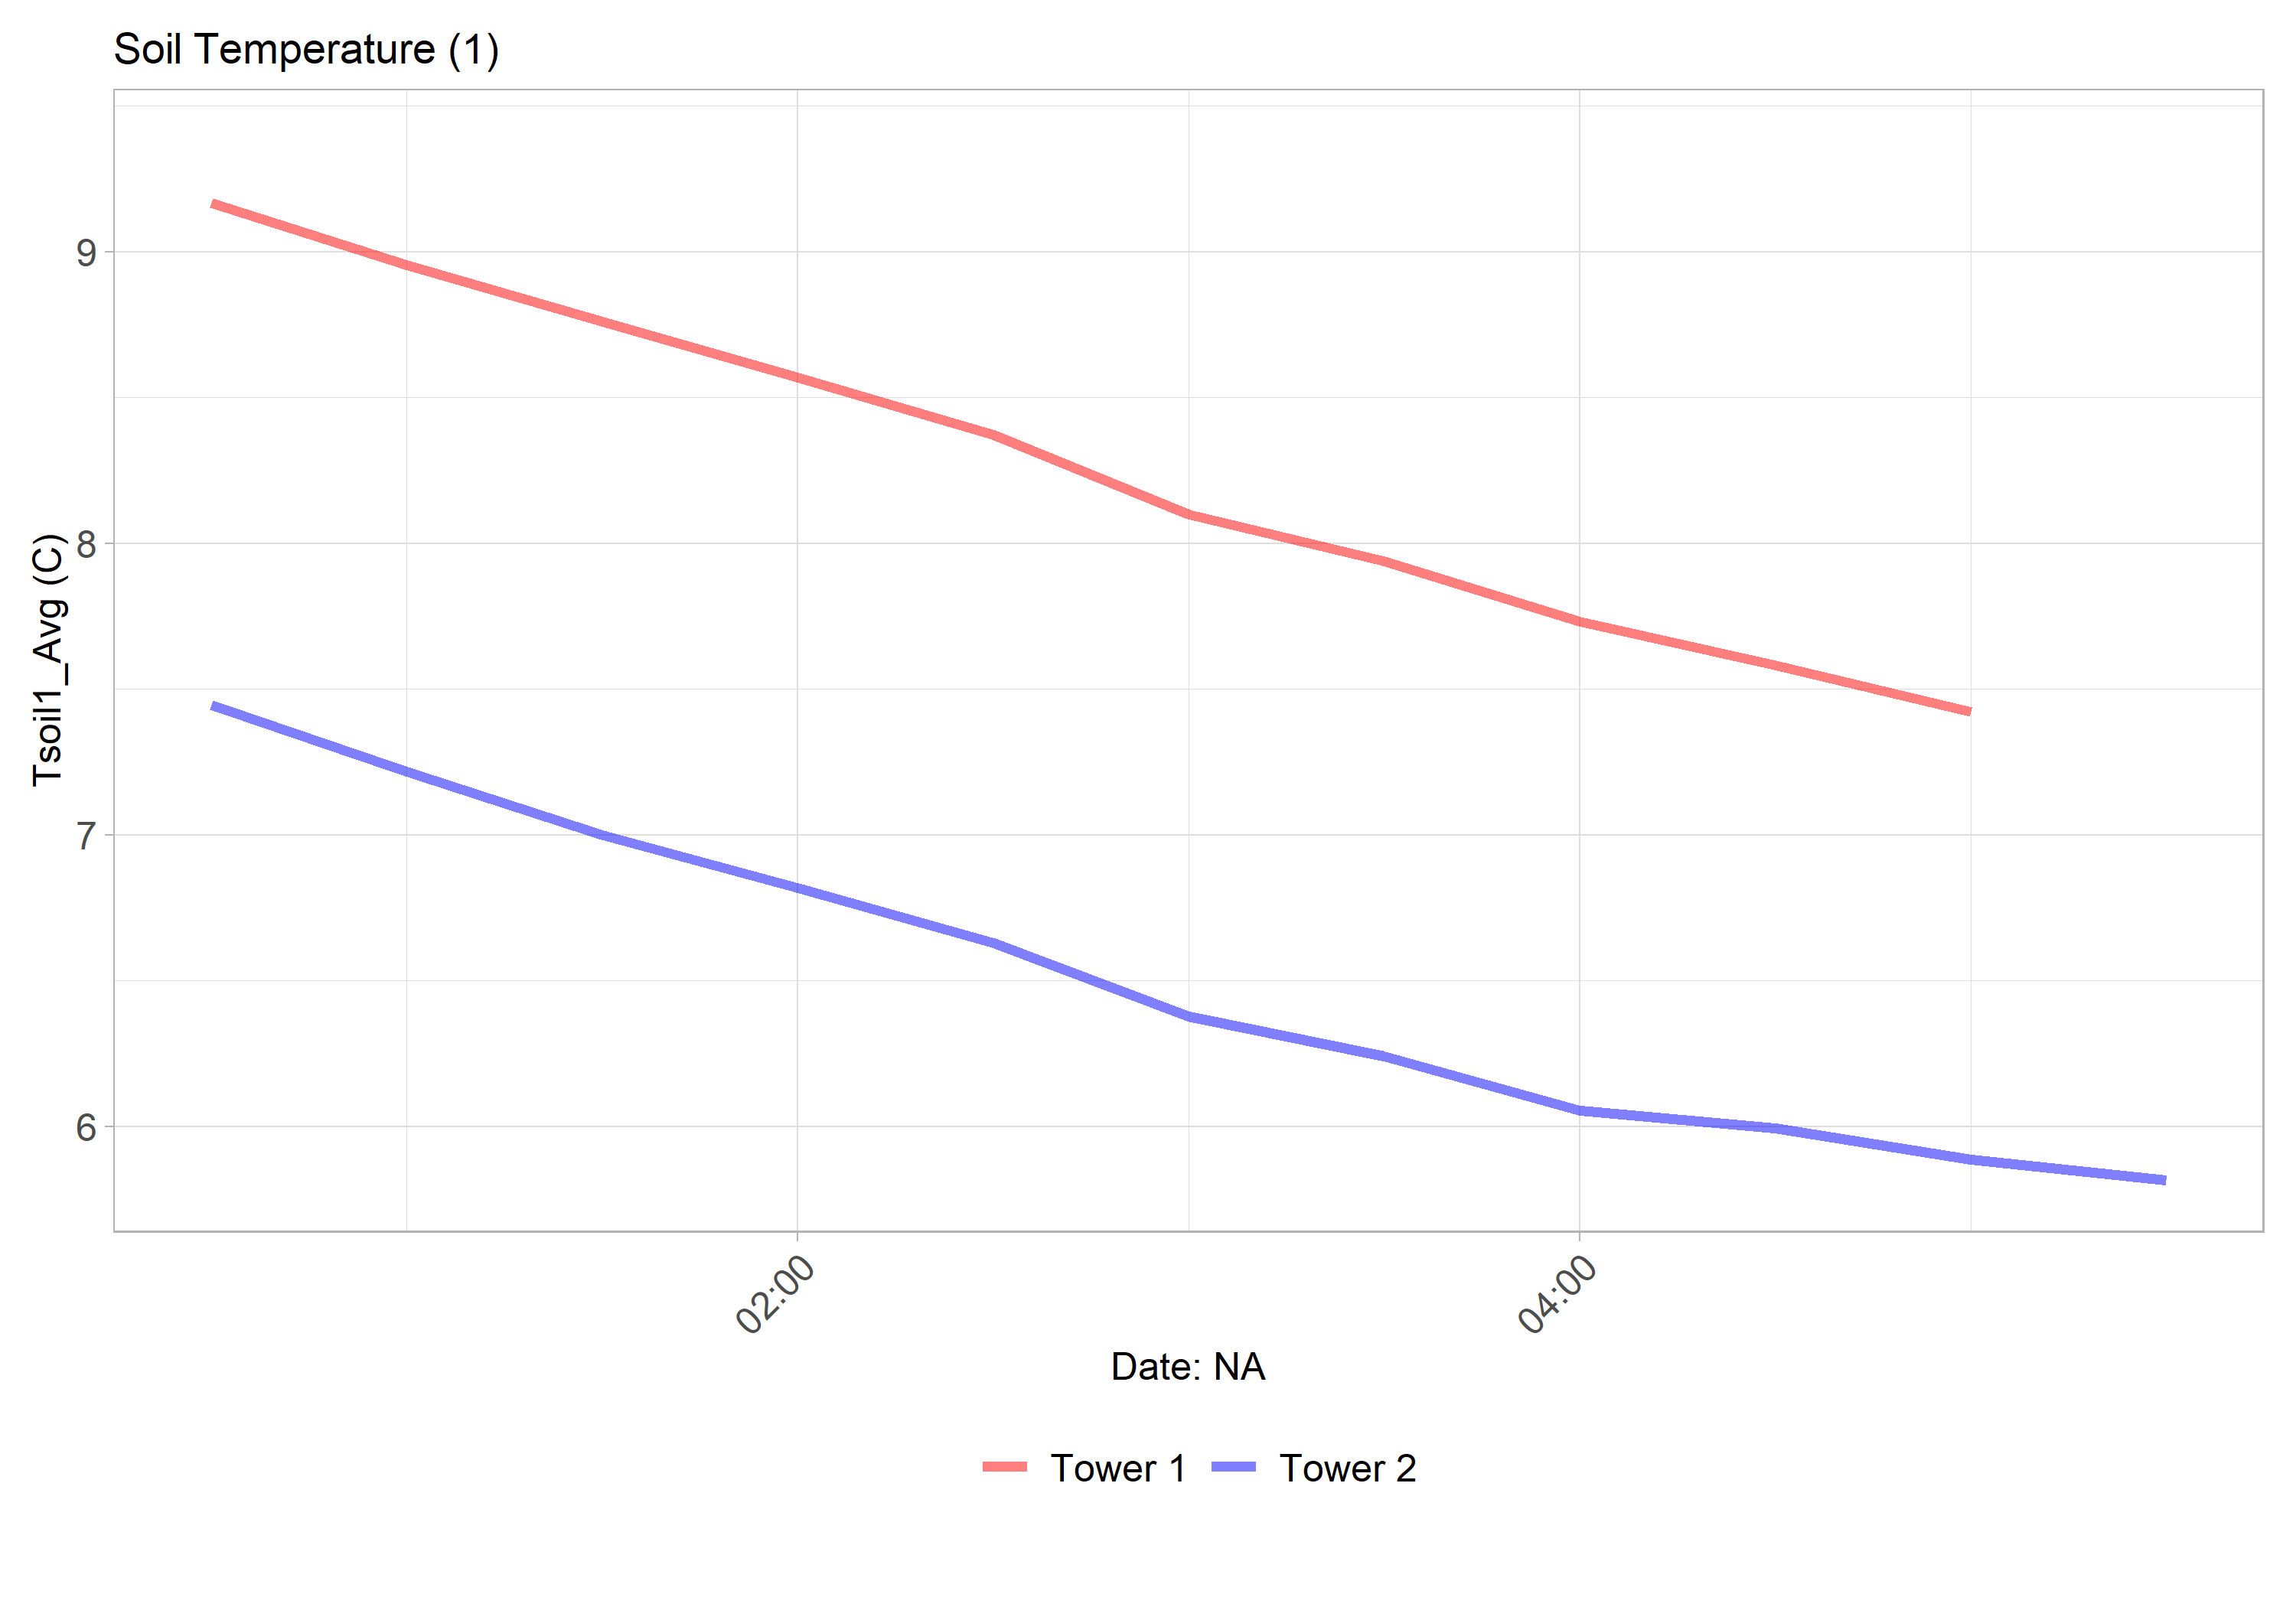 Soil Temperature (1)
Tsoil1_Avg (C)
9
8
7
6
02:00
04:00
Date: NA
Tower 1
Tower 2